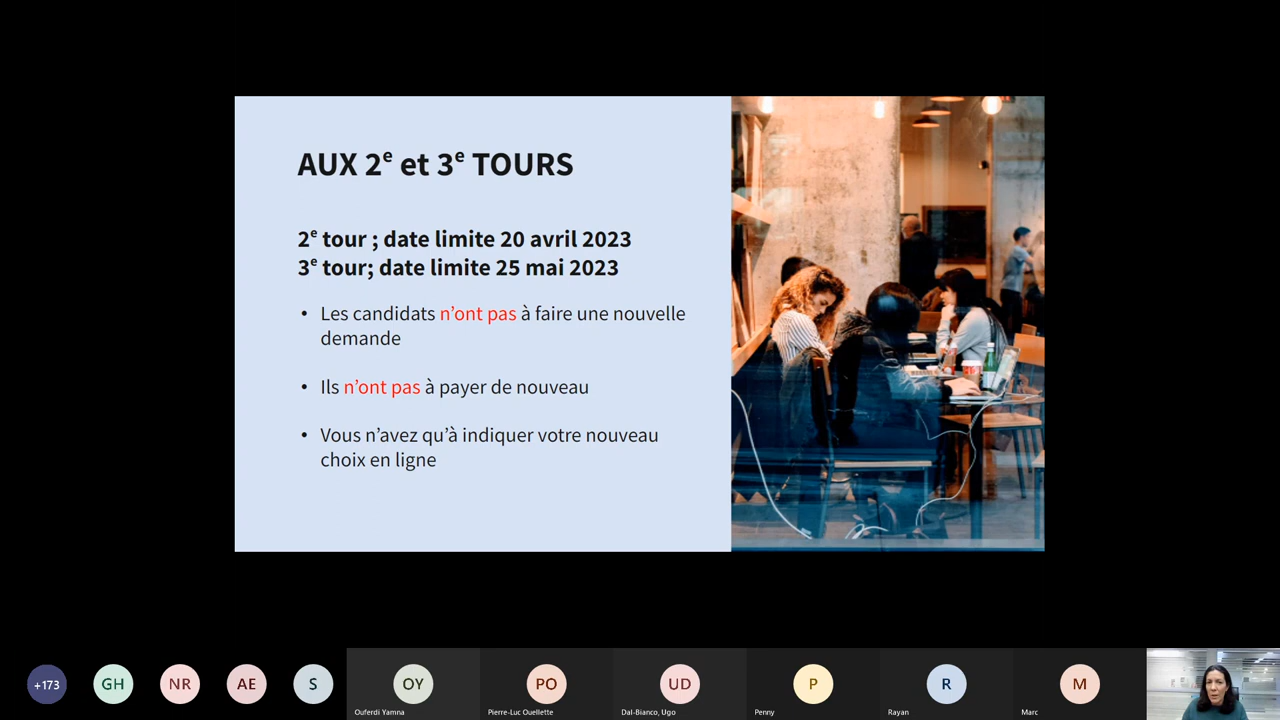 AUX 2e et 3e TOURS
2e tour ; date limite 20 avril 2023
3e tour; date limite 25 mai 2023
• Les candidats n'ont pas à faire une nouvelle
demande
• Ils n'ont pas à payer de nouveau
• Vous n'avez qu'à indiquer votre nouveau
choix en ligne
+173
GH
NR
AE
S
OY
PO
UD
P
R
M
Ouferdi Yamna
Pierre-Luc Ouellette
Dal-Bianco, Ugo
Penny
Rayan
Marc